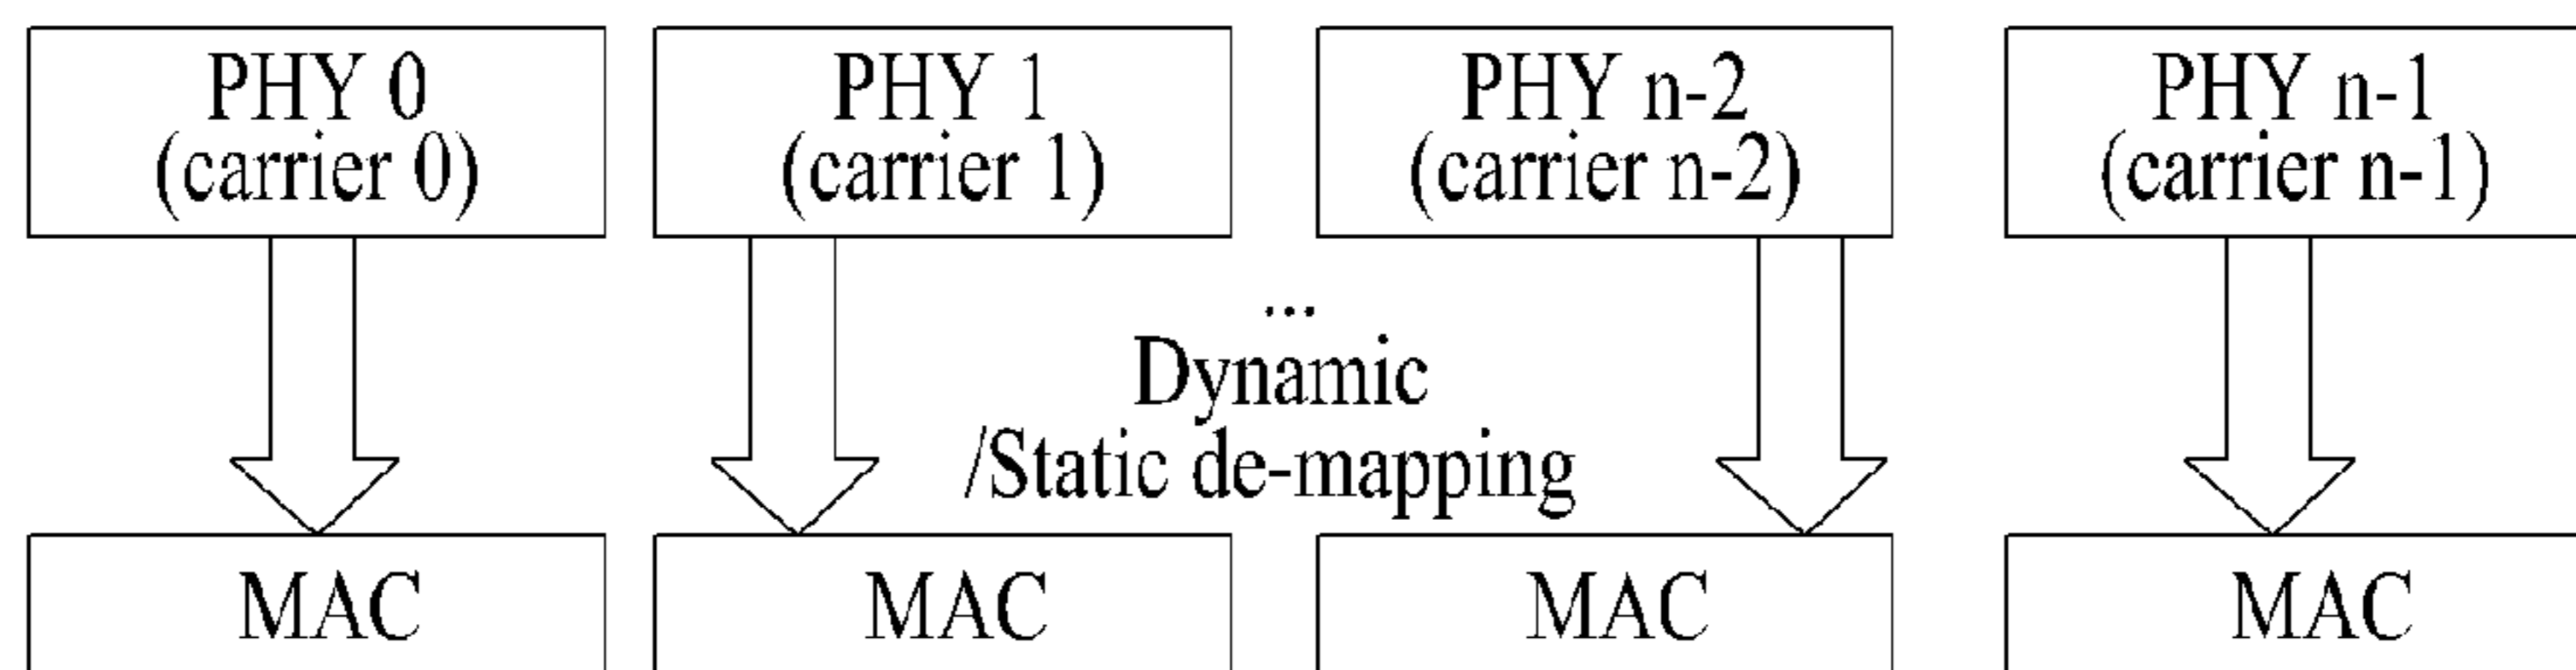 PHY 0
(carrier 0)
PHY 1
(carrier 1)
PHY n-2
(carrier n-2)
PHY n-1
(carrier n-1)
...
Dynamic
/Static de-mapping
MAC
MAC
MAC
MAC